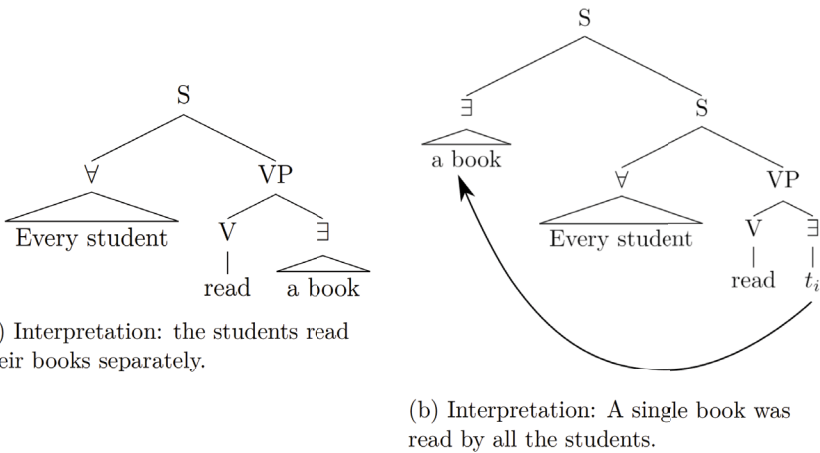 S
∀ VP
Every student V ∃
read a book
) Interpretation: the students read
eir books separately.
S
∃ S
a book
∀ VP
Every student V ∃
read tᵢ
(b) Interpretation: A single book was
read by all the students.